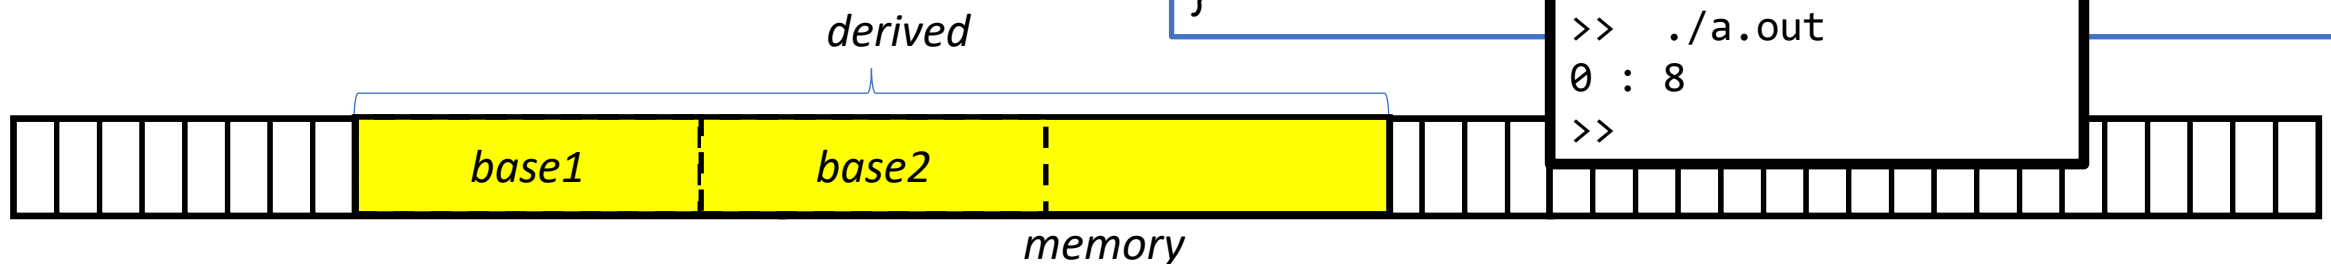 }
derived
>>  ./a.out
0 : 8
>>
base1
base2
memory